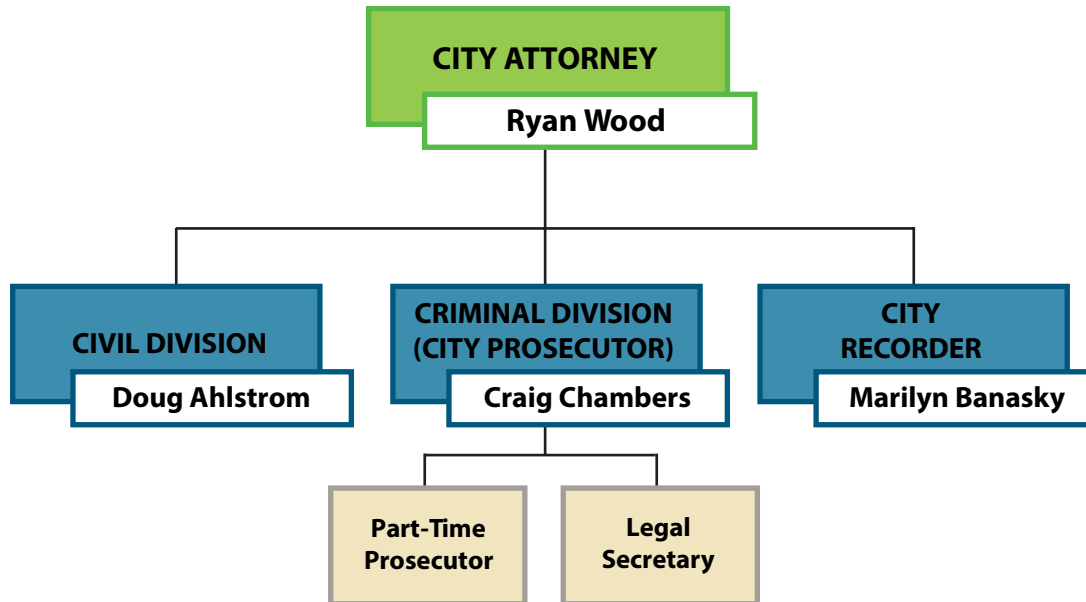 CITY ATTORNEY
Ryan Wood
CIVIL DIVISION
Doug Ahlstrom
CRIMINAL DIVISION
(CITY PROSECUTOR)
Craig Chambers
CITY
RECORDER
Marilyn Banasky
Part-Time
Prosecutor
Legal
Secretary